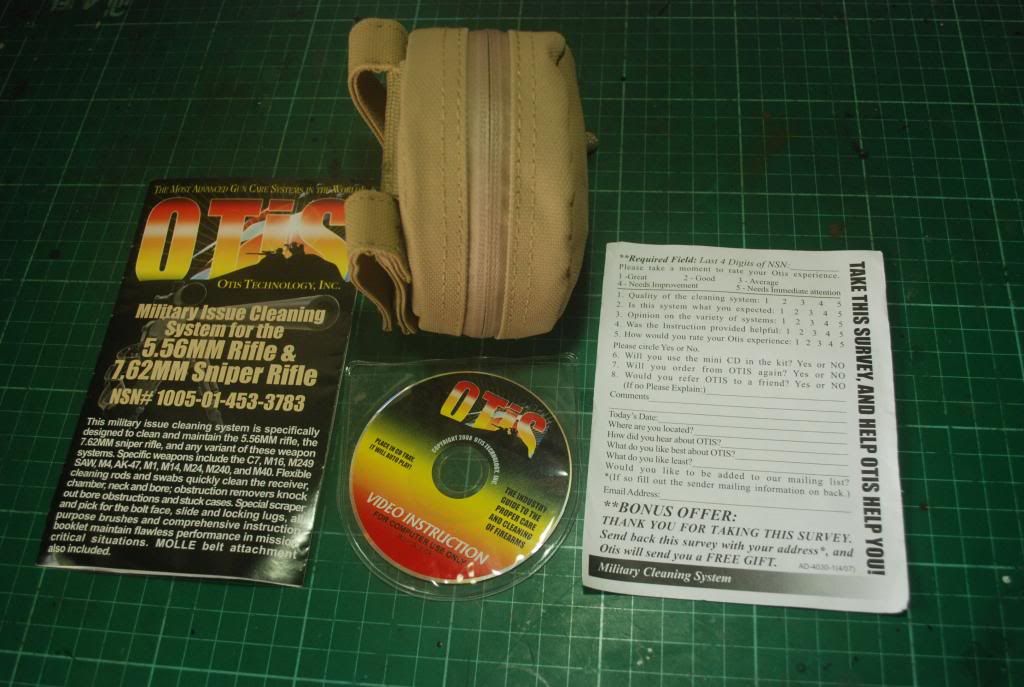 THE MOST ADVANCED GUN CARE SYSTEMS IN THE WORLD
OTIS
OTIS TECHNOLOGY, INC.
Military Issue Cleaning
System for the
5.56MM Rifle &
7.62MM Sniper Rifle
NSN# 1005-01-453-3783
This military issue cleaning system is specifically
designed to clean and maintain the 5.56MM rifle, the
7.62MM sniper rifle, and any variant of these weapon
systems. Specific weapons include the C7, M16, M249
SAW, M4, AK-47, M1, M14, M24, M240, and M40. Flexible
cleaning rods and swabs quickly clean the receiver,
chamber, neck and bore; obstruction removers knock
out bore obstructions and stuck cases. Special scraper
and pick for the bolt face, slide and locking lugs, all
purpose brushes and comprehensive instruction
booklet maintain flawless performance in mission
critical situations. MOLLE belt attachment
also included.
OTIS
COPYRIGHT 2008 OTIS TECHNOLOGY, INC
PLACE IN CD TRAY,
IT WILL AUTO PLAY!
THE INDUSTRY
GUIDE TO THE
PROPER CARE
AND CLEANING
OF FIREARMS
VIDEO INSTRUCTION
FOR COMPUTER USE ONLY
**Required Field: Last 4 Digits of NSN:
Please take a moment to rate your Otis experience.
1 -Great 2 - Good 3 - Average
4 - Needs Improvement 5 - Needs Immediate attention
1. Quality of the cleaning system: 1 2 3 4 5
2. Is this system what you expected: 1 2 3 4 5
3. Opinion on the variety of systems: 1 2 3 4 5
4. Was the Instruction provided helpful: 1 2 3 4 5
5. How would you rate your Otis experience: 1 2 3 4 5
Please circle Yes or No.
6. Will you use the mini CD in the kit? Yes or NO
7. Will you order from OTIS again? Yes or NO
8. Would you refer OTIS to a friend? Yes or NO
(If no Please Explain:)
Comments
Today's Date:
Where are you located?
How did you hear about OTIS?
What do you like best about OTIS?
What do you like least?
Would you like to be added to our mailing list?
*(If so fill out the sender mailing information on back.)
Email Address:
**BONUS OFFER:
THANK YOU FOR TAKING THIS SURVEY.
Send back this survey with your address*, and
Otis will send you a FREE GIFT.
AD-4030-1(4/07)
Military Cleaning System
TAKE THIS SURVEY, AND HELP OTIS HELP YOU!